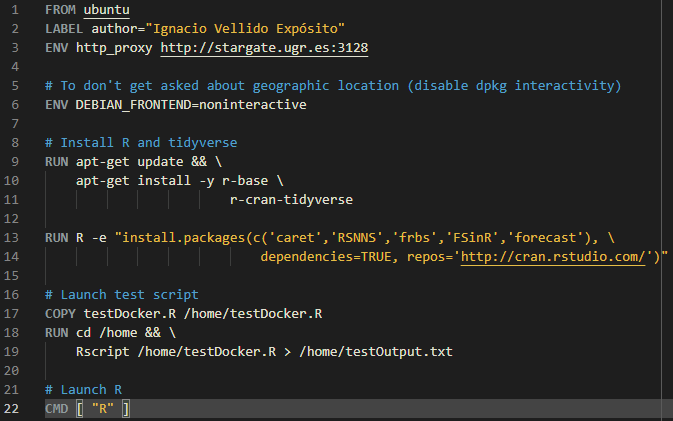 1 FROM ubuntu
2 LABEL author="Ignacio Vellido Expósito"
3 ENV http_proxy http://stargate.ugr.es:3128
4
5 # To don't get asked about geographic location (disable dpkg interactivity)
6 ENV DEBIAN_FRONTEND=noninteractive
7
8 # Install R and tidyverse
9 RUN apt-get update && \
10 apt-get install -y r-base \
11 r-cran-tidyverse
12
13 RUN R -e "install.packages(c('caret','RSNNS','frbs','FSinR','forecast'), \
14 dependencies=TRUE, repos='http://cran.rstudio.com/')"
15
16 # Launch test script
17 COPY testDocker.R /home/testDocker.R
18 RUN cd /home && \
19 Rscript /home/testDocker.R > /home/testOutput.txt
20
21 # Launch R
22 CMD [ "R" ]